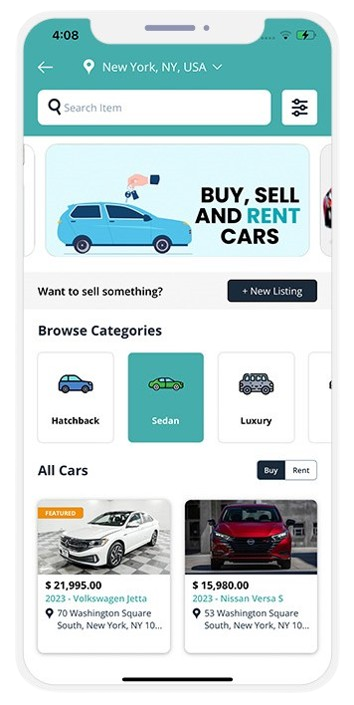 4:08
New York, NY, USA
Search Item
BUY, SELL
AND RENT
CARS
Want to sell something?
+ New Listing
Browse Categories
Hatchback
Sedan
Luxury
All Cars
Buy
Rent
FEATURED
$ 21,995.00
2023 - Volkswagen Jetta
70 Washington Square
South, New York, NY 10...
$ 15,980.00
2023 - Nissan Versa S
53 Washington Square
South, New York, NY 10...